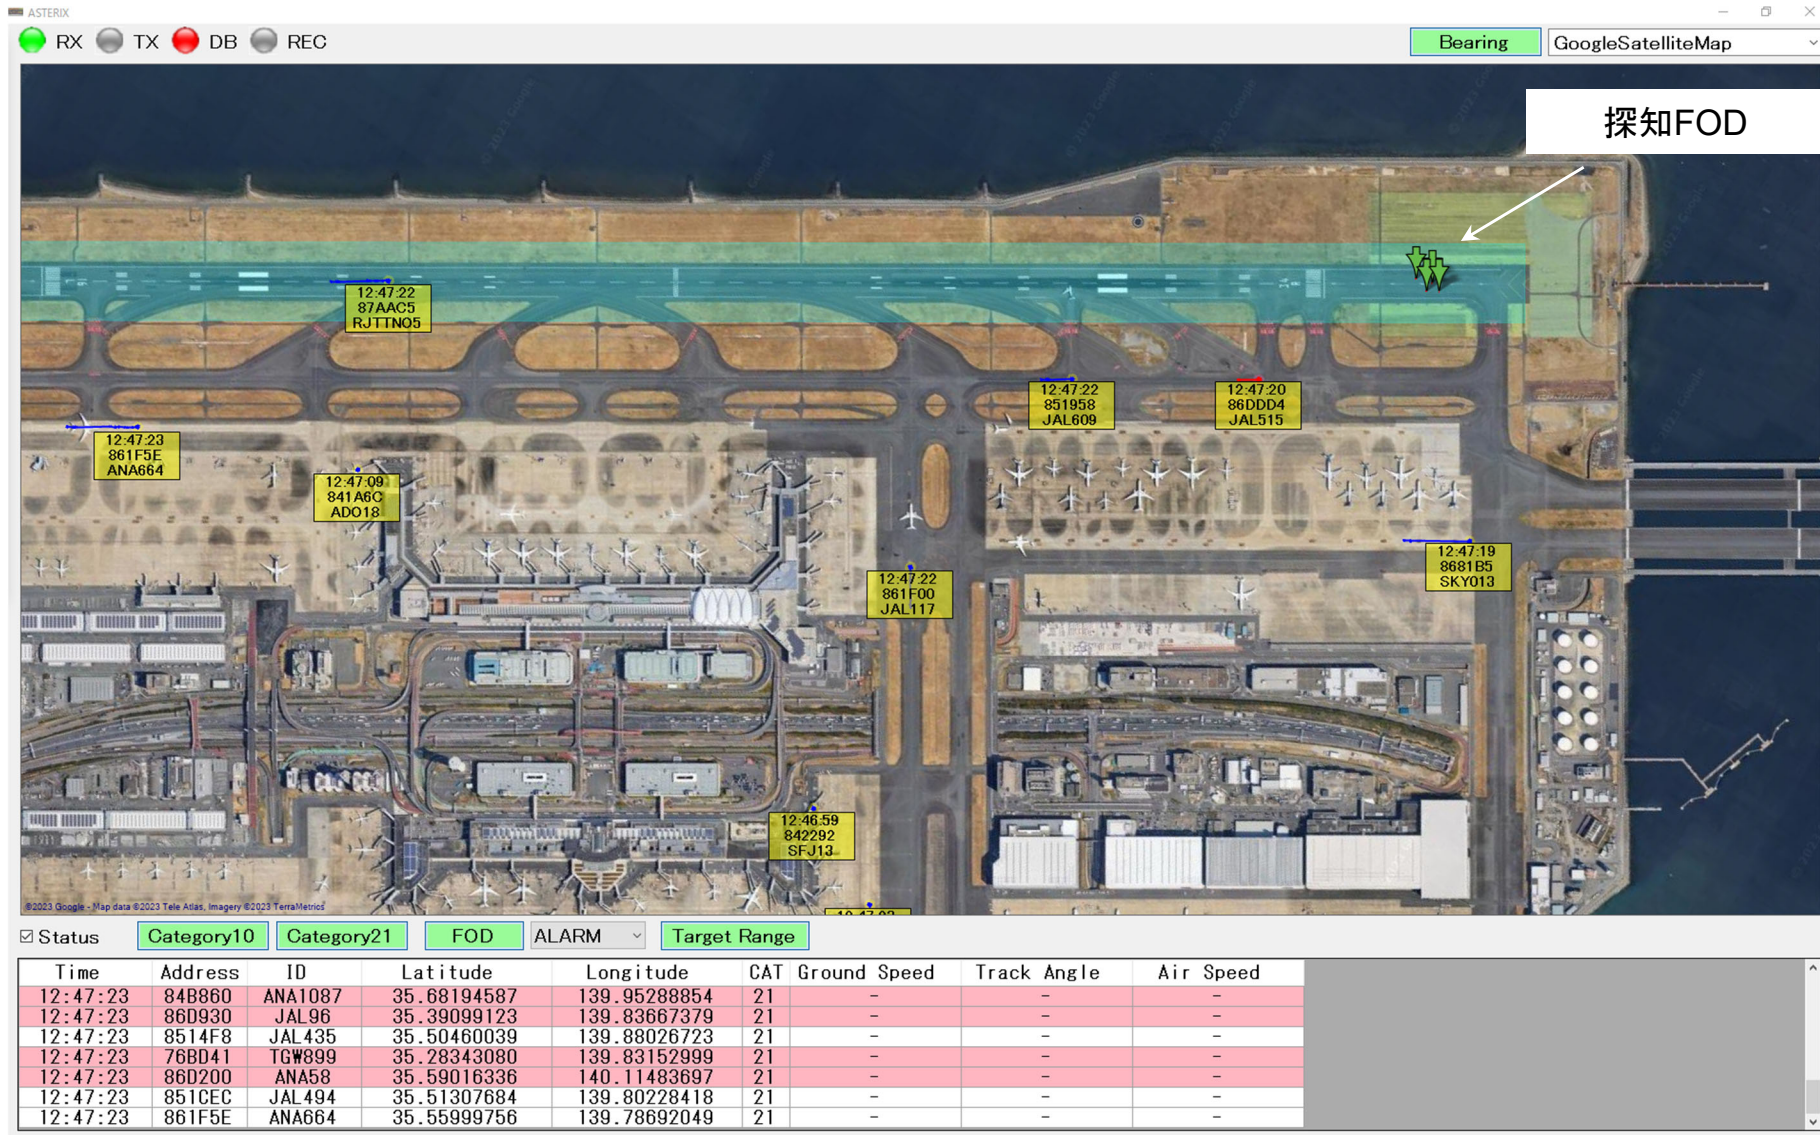 ASTERIX
RX TX DB REC
Bearing GoogleSatelliteMap
探知FOD
12:47:22
87AAC5
RJTTNO5
12:47:22
851958
JAL609
12:47:20
86DDD4
JAL515
12:47:23
861F5E
ANA664
12:47:09
841A6C
ADO18
12:47:19
8681B5
SKY013
12:47:22
861F00
JAL117
12:46:59
842292
SFJ13
©2023 Google - Map data ©2023 Tele Atlas, Imagery ©2023 TerraMetrics
Status Category10 Category21 FOD ALARM Target Range
Time Address ID Latitude Longitude CAT Ground Speed Track Angle Air Speed
12:47:23 84B860 ANA1087 35.68194587 139.95288854 21 - - -
12:47:23 86D930 JAL96 35.39099123 139.83667379 21 - - -
12:47:23 8514F8 JAL435 35.50460039 139.88026723 21 - - -
12:47:23 76BD41 TGW899 35.28343080 139.83152999 21 - - -
12:47:23 86D200 ANA58 35.59016336 140.11483697 21 - - -
12:47:23 851CEC JAL494 35.51307684 139.80228418 21 - - -
12:47:23 861F5E ANA664 35.55999756 139.78692049 21 - - -